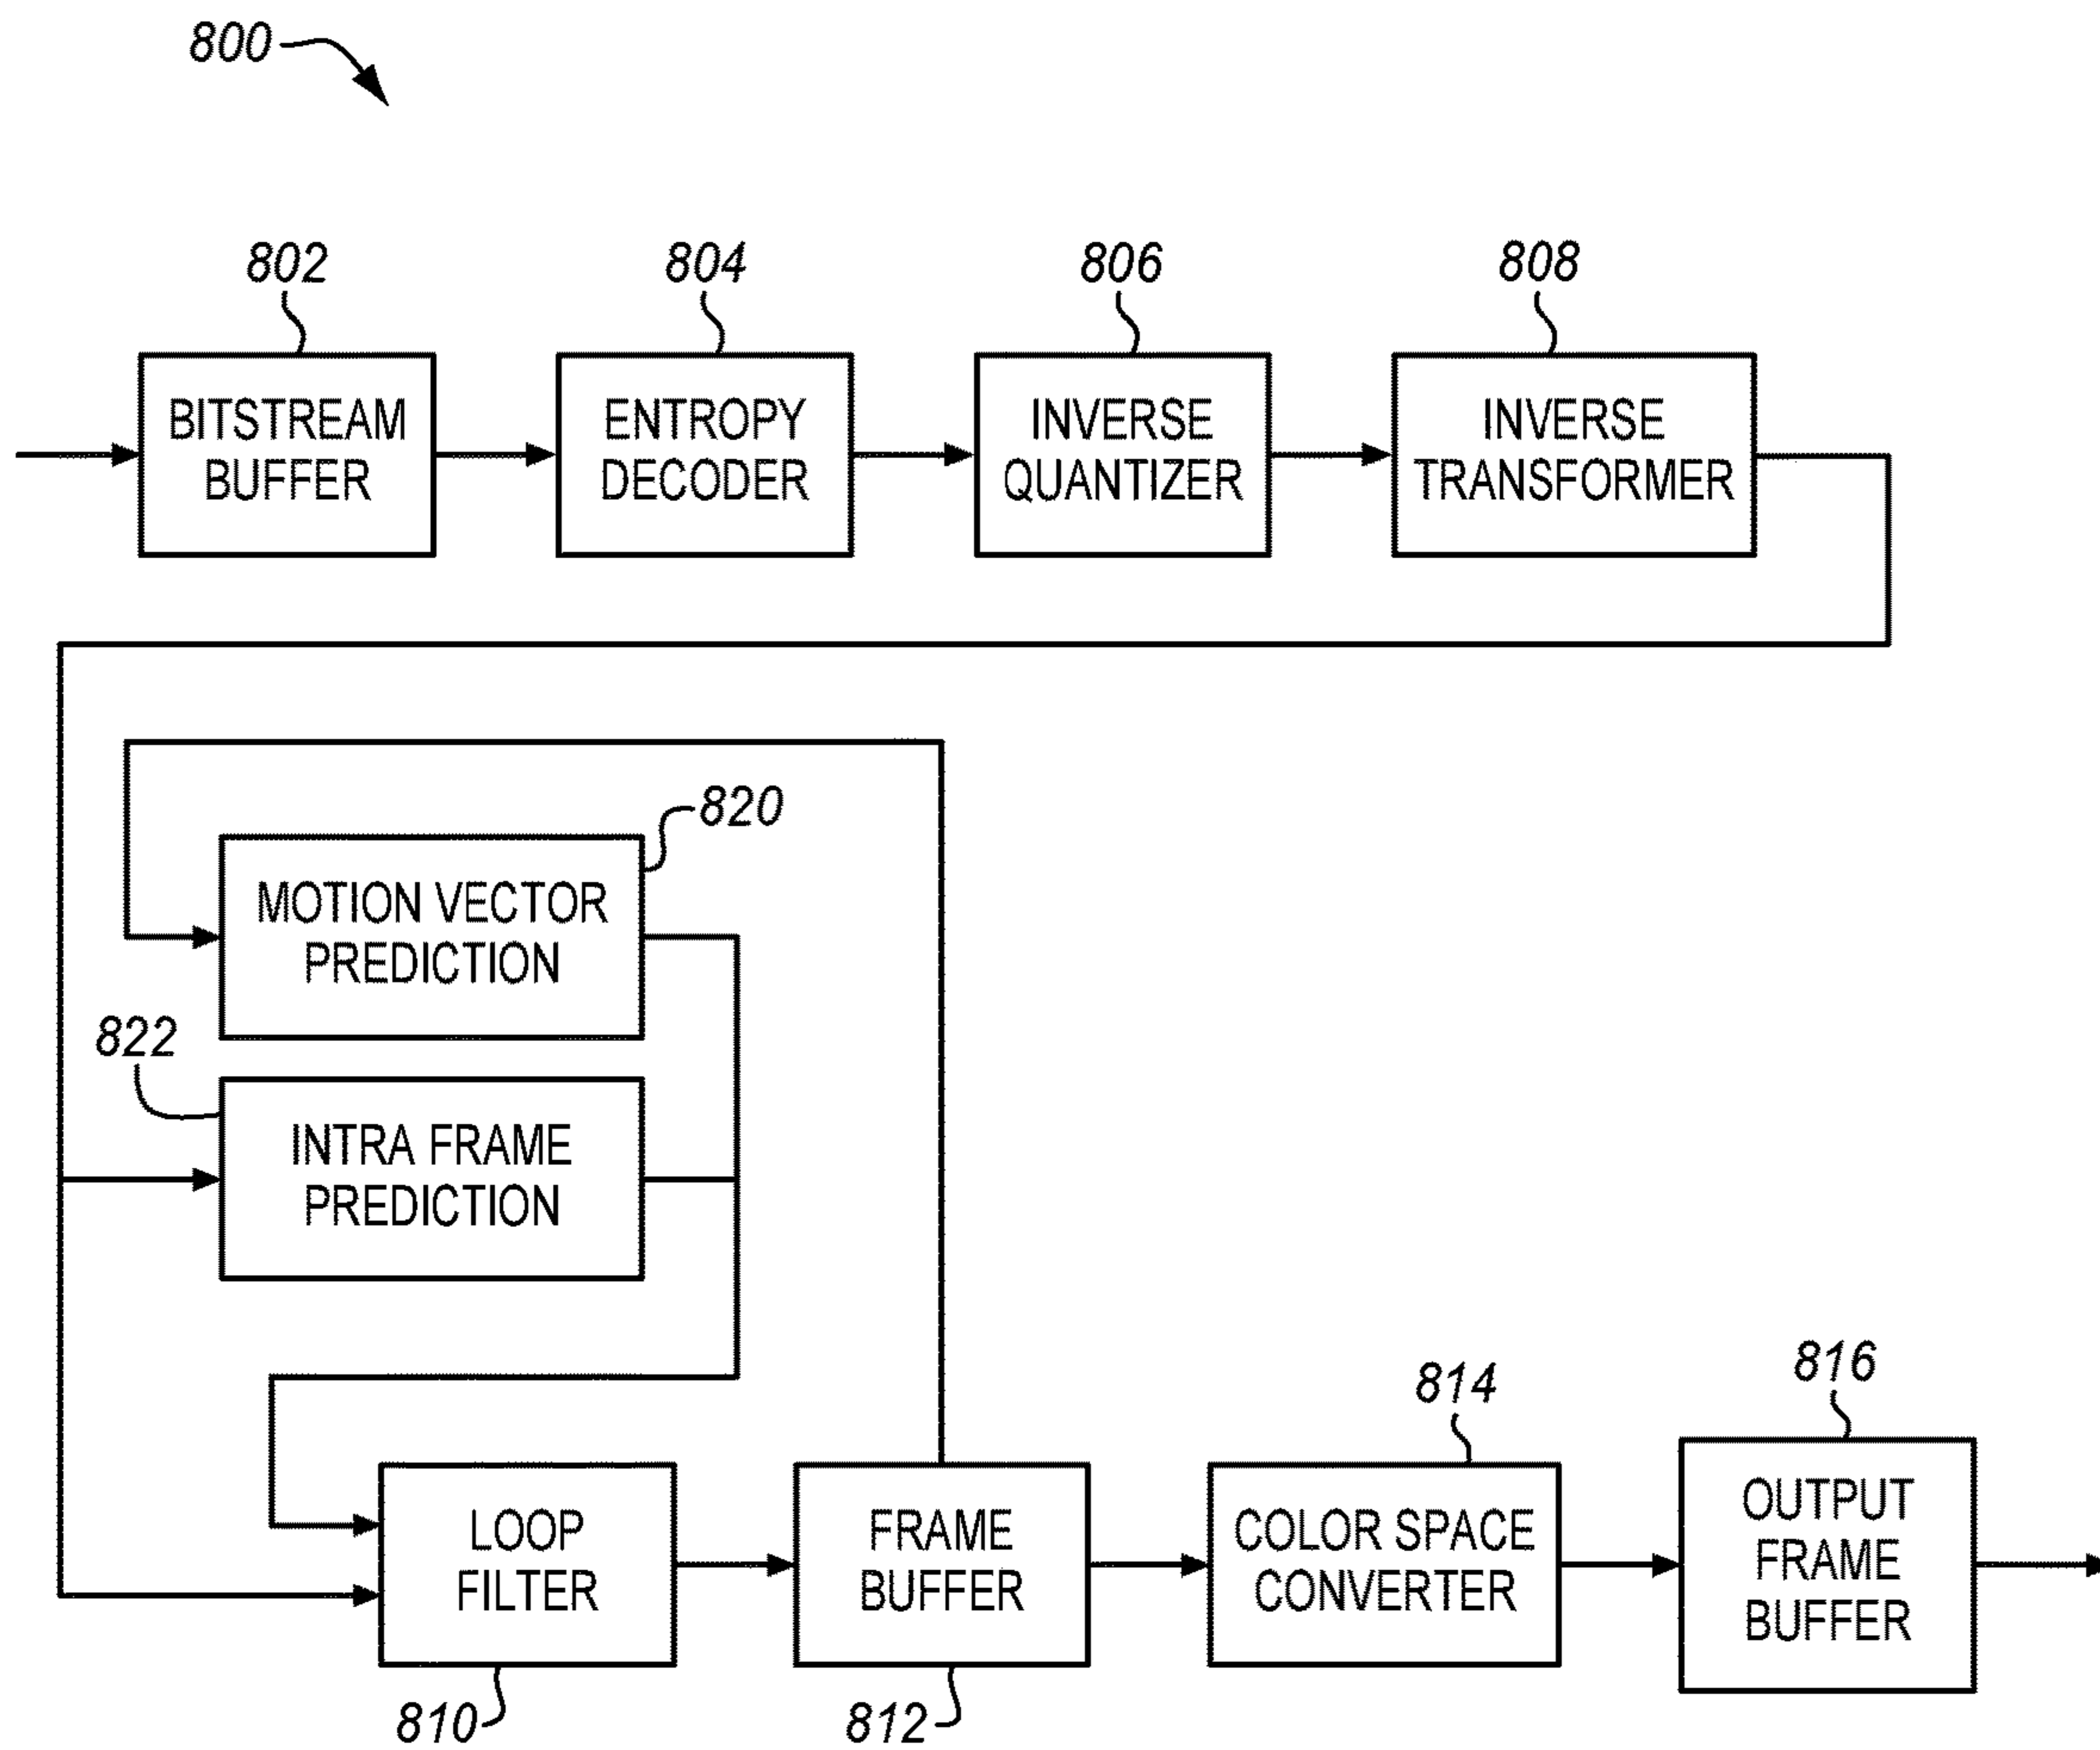 800
802
804
806
808
BITSTREAM
BUFFER
ENTROPY
DECODER
INVERSE
QUANTIZER
INVERSE
TRANSFORMER
820
MOTION VECTOR
PREDICTION
822
INTRA FRAME
PREDICTION
814
816
LOOP
FILTER
FRAME
BUFFER
COLOR SPACE
CONVERTER
OUTPUT
FRAME
BUFFER
810
812